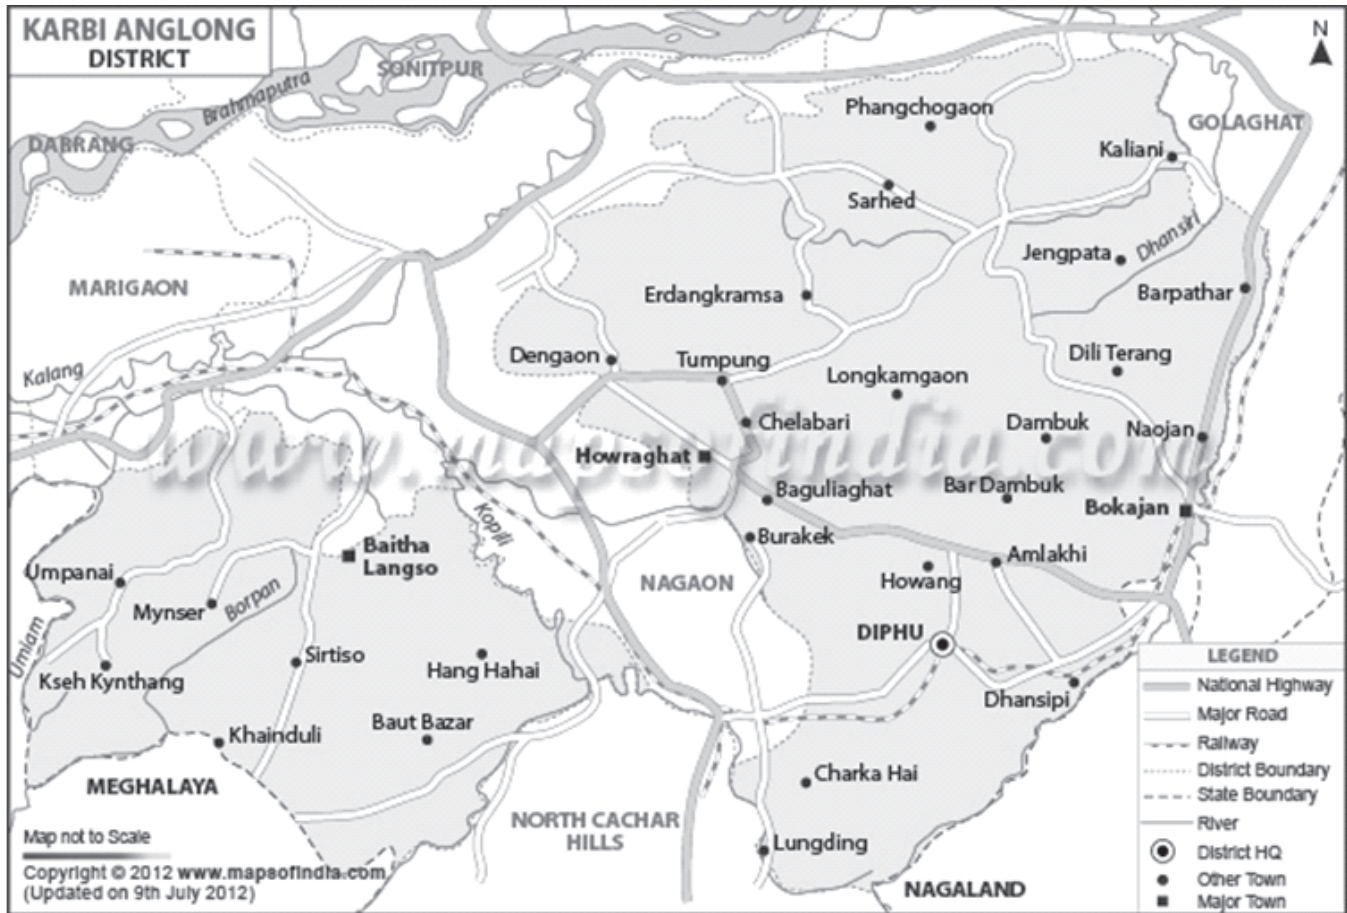 KARBI ANGLONG
DISTRICT
N
SONITPUR
Brahmaputra
DARRANG
GOLAGHAT
Phangchogaon
Kaliani
Sarhed
Jengpata
Dhansiri
MARIGAON
Erdangkramsa
Barpathar
Kalang
Dengaon
Tumpung
Dili Terang
Longkamgaon
Chelabari
Dambuk
Naojan
www.mapsofindia.com
Howraghat
Baguliaghat
Bar Dambuk
Bokajan
Kopili
Burakek
Baitha
Langso
Amlakhi
Umpanai
NAGAON
Howang
Mynser
Borpan
DIPHU
Umiam
Sirtiso
Hang Hahai
Kseh Kynthang
Dhansipi
Khainduli
Baut Bazar
MEGHALAYA
Charka Hai
NORTH CACHAR
HILLS
Lungding
NAGALAND
Map not to Scale
Copyright © 2012 www.mapsofindia.com
(Updated on 9th July 2012)
LEGEND
National Highway
Major Road
Railway
District Boundary
State Boundary
River
District HQ
Other Town
Major Town